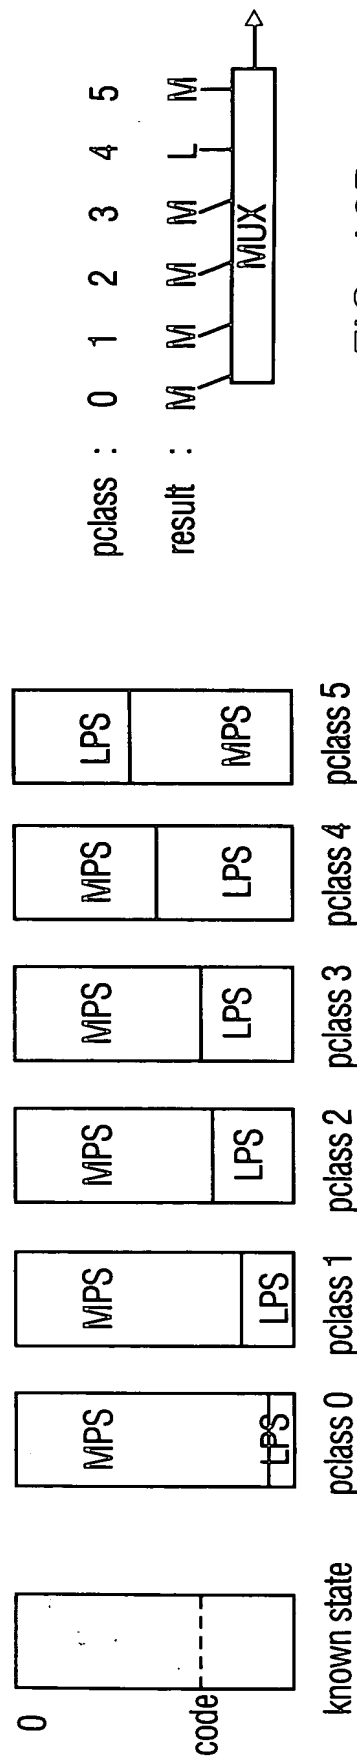 0
code
known state
MPS
LPS
pclass 0
MPS
LPS
pclass 1
MPS
LPS
pclass 2
MPS
LPS
pclass 3
MPS
LPS
pclass 4
LPS
MPS
pclass 5
pclass : 0 1 2 3 4 5
result : M M M M L M
MUX